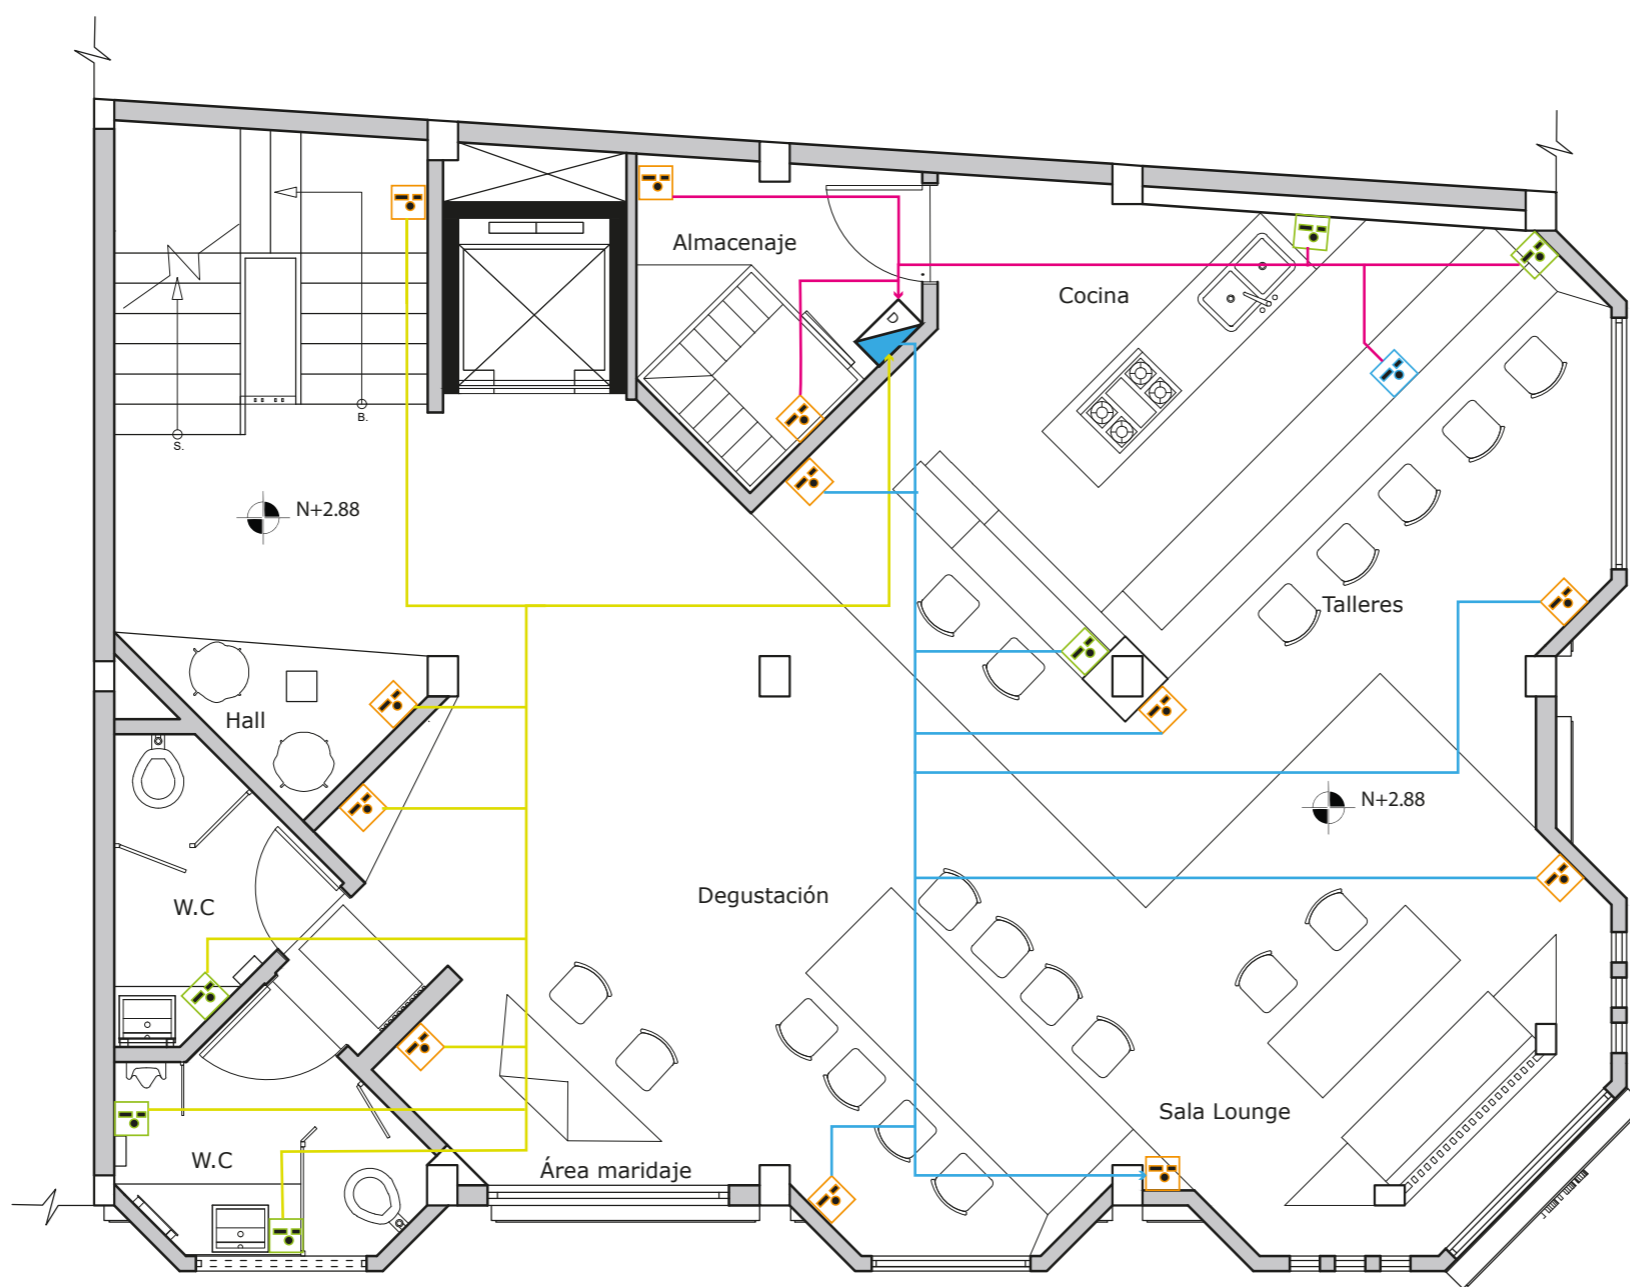 Almacenaje
Cocina
D
B.
S.
N+2.88
Talleres
Hall
N+2.88
Degustación
W.C
Sala Lounge
W.C
Área maridaje